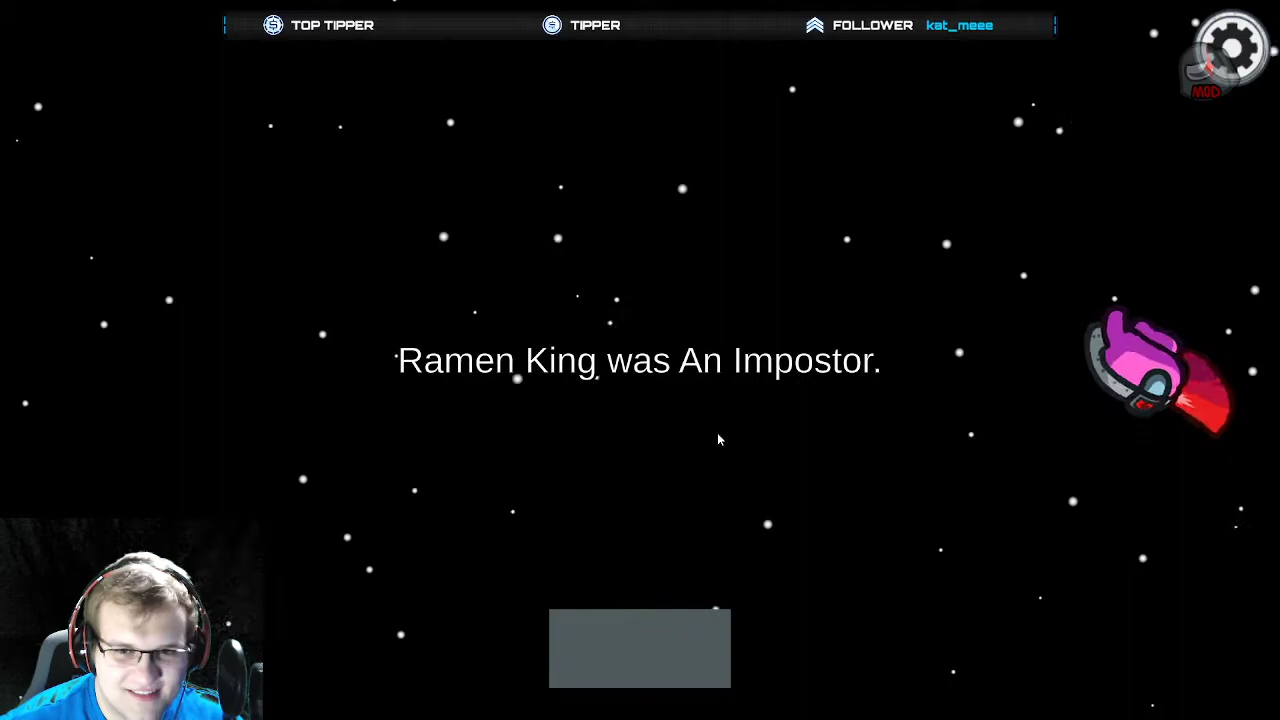 TOP TIPPER
TIPPER
FOLLOWER kat_meee
MOD
Ramen King was An Impostor.